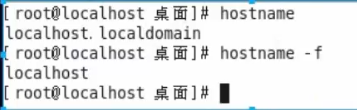 [root@localhost 桌面]# hostname
localhost.localdomain
[root@localhost 桌面]# hostname -f
localhost
[root@localhost 桌面]#